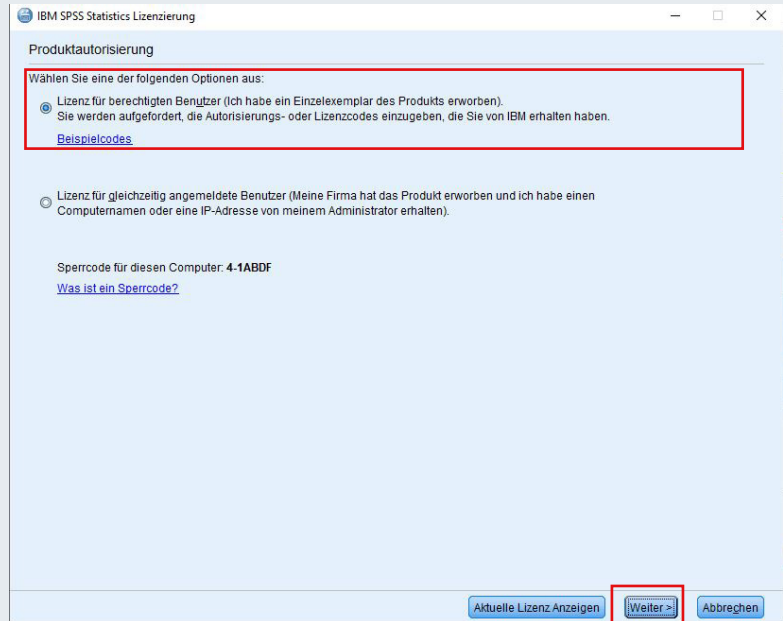 IBM SPSS Statistics Lizenzierung
Produktautorisierung
Wählen Sie eine der folgenden Optionen aus:
Lizenz für berechtigten Benutzer (Ich habe ein Einzelexemplar des Produkts erworben).
Sie werden aufgefordert, die Autorisierungs- oder Lizenzcodes einzugeben, die Sie von IBM erhalten haben.
Beispielcodes
Lizenz für gleichzeitig angemeldete Benutzer (Meine Firma hat das Produkt erworben und ich habe einen
Computernamen oder eine IP-Adresse von meinem Administrator erhalten).
Sperrcode für diesen Computer: 4-1ABDF
Was ist ein Sperrcode?
Aktuelle Lizenz Anzeigen Weiter > Abbrechen